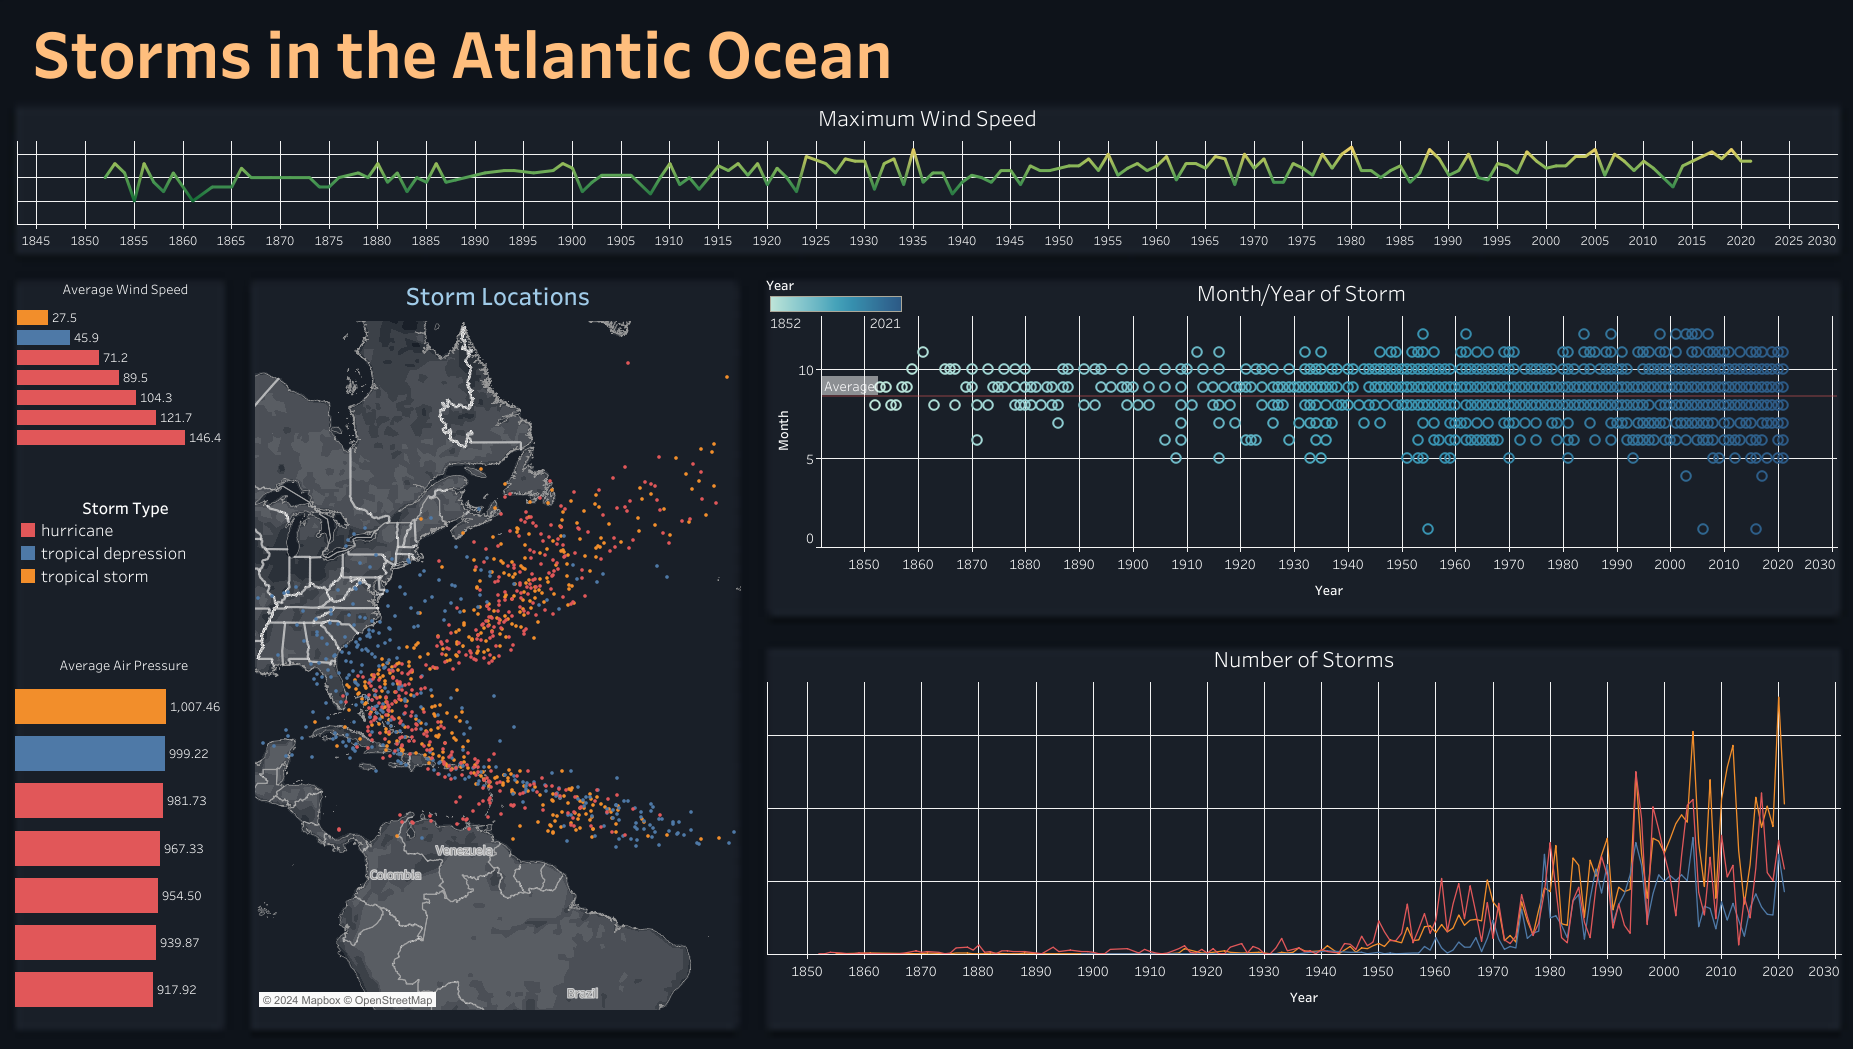 Storms in the Atlantic Ocean
Maximum Wind Speed
1845 1850 1855 1860 1865 1870 1875 1880 1885 1890 1895 1900 1905 1910 1915 1920 1925 1930 1935 1940 1945 1950 1955 1960 1965 1970 1975 1980 1985 1990 1995 2000 2005 2010 2015 2020 2025 2030
Average Wind Speed
27.5
45.9
71.2
89.5
104.3
121.7
146.4
Storm Type
hurricane
tropical depression
tropical storm
Average Air Pressure
1,007.46
999.22
981.73
967.33
954.50
939.87
917.92
Storm Locations
Venezuela
Colombia
Brazil
© 2024 Mapbox © OpenStreetMap
Year
1852 2021
Month/Year of Storm
10
Average
Month
5
0
1850 1860 1870 1880 1890 1900 1910 1920 1930 1940 1950 1960 1970 1980 1990 2000 2010 2020 2030
Year
Number of Storms
1850 1860 1870 1880 1890 1900 1910 1920 1930 1940 1950 1960 1970 1980 1990 2000 2010 2020 2030
Year